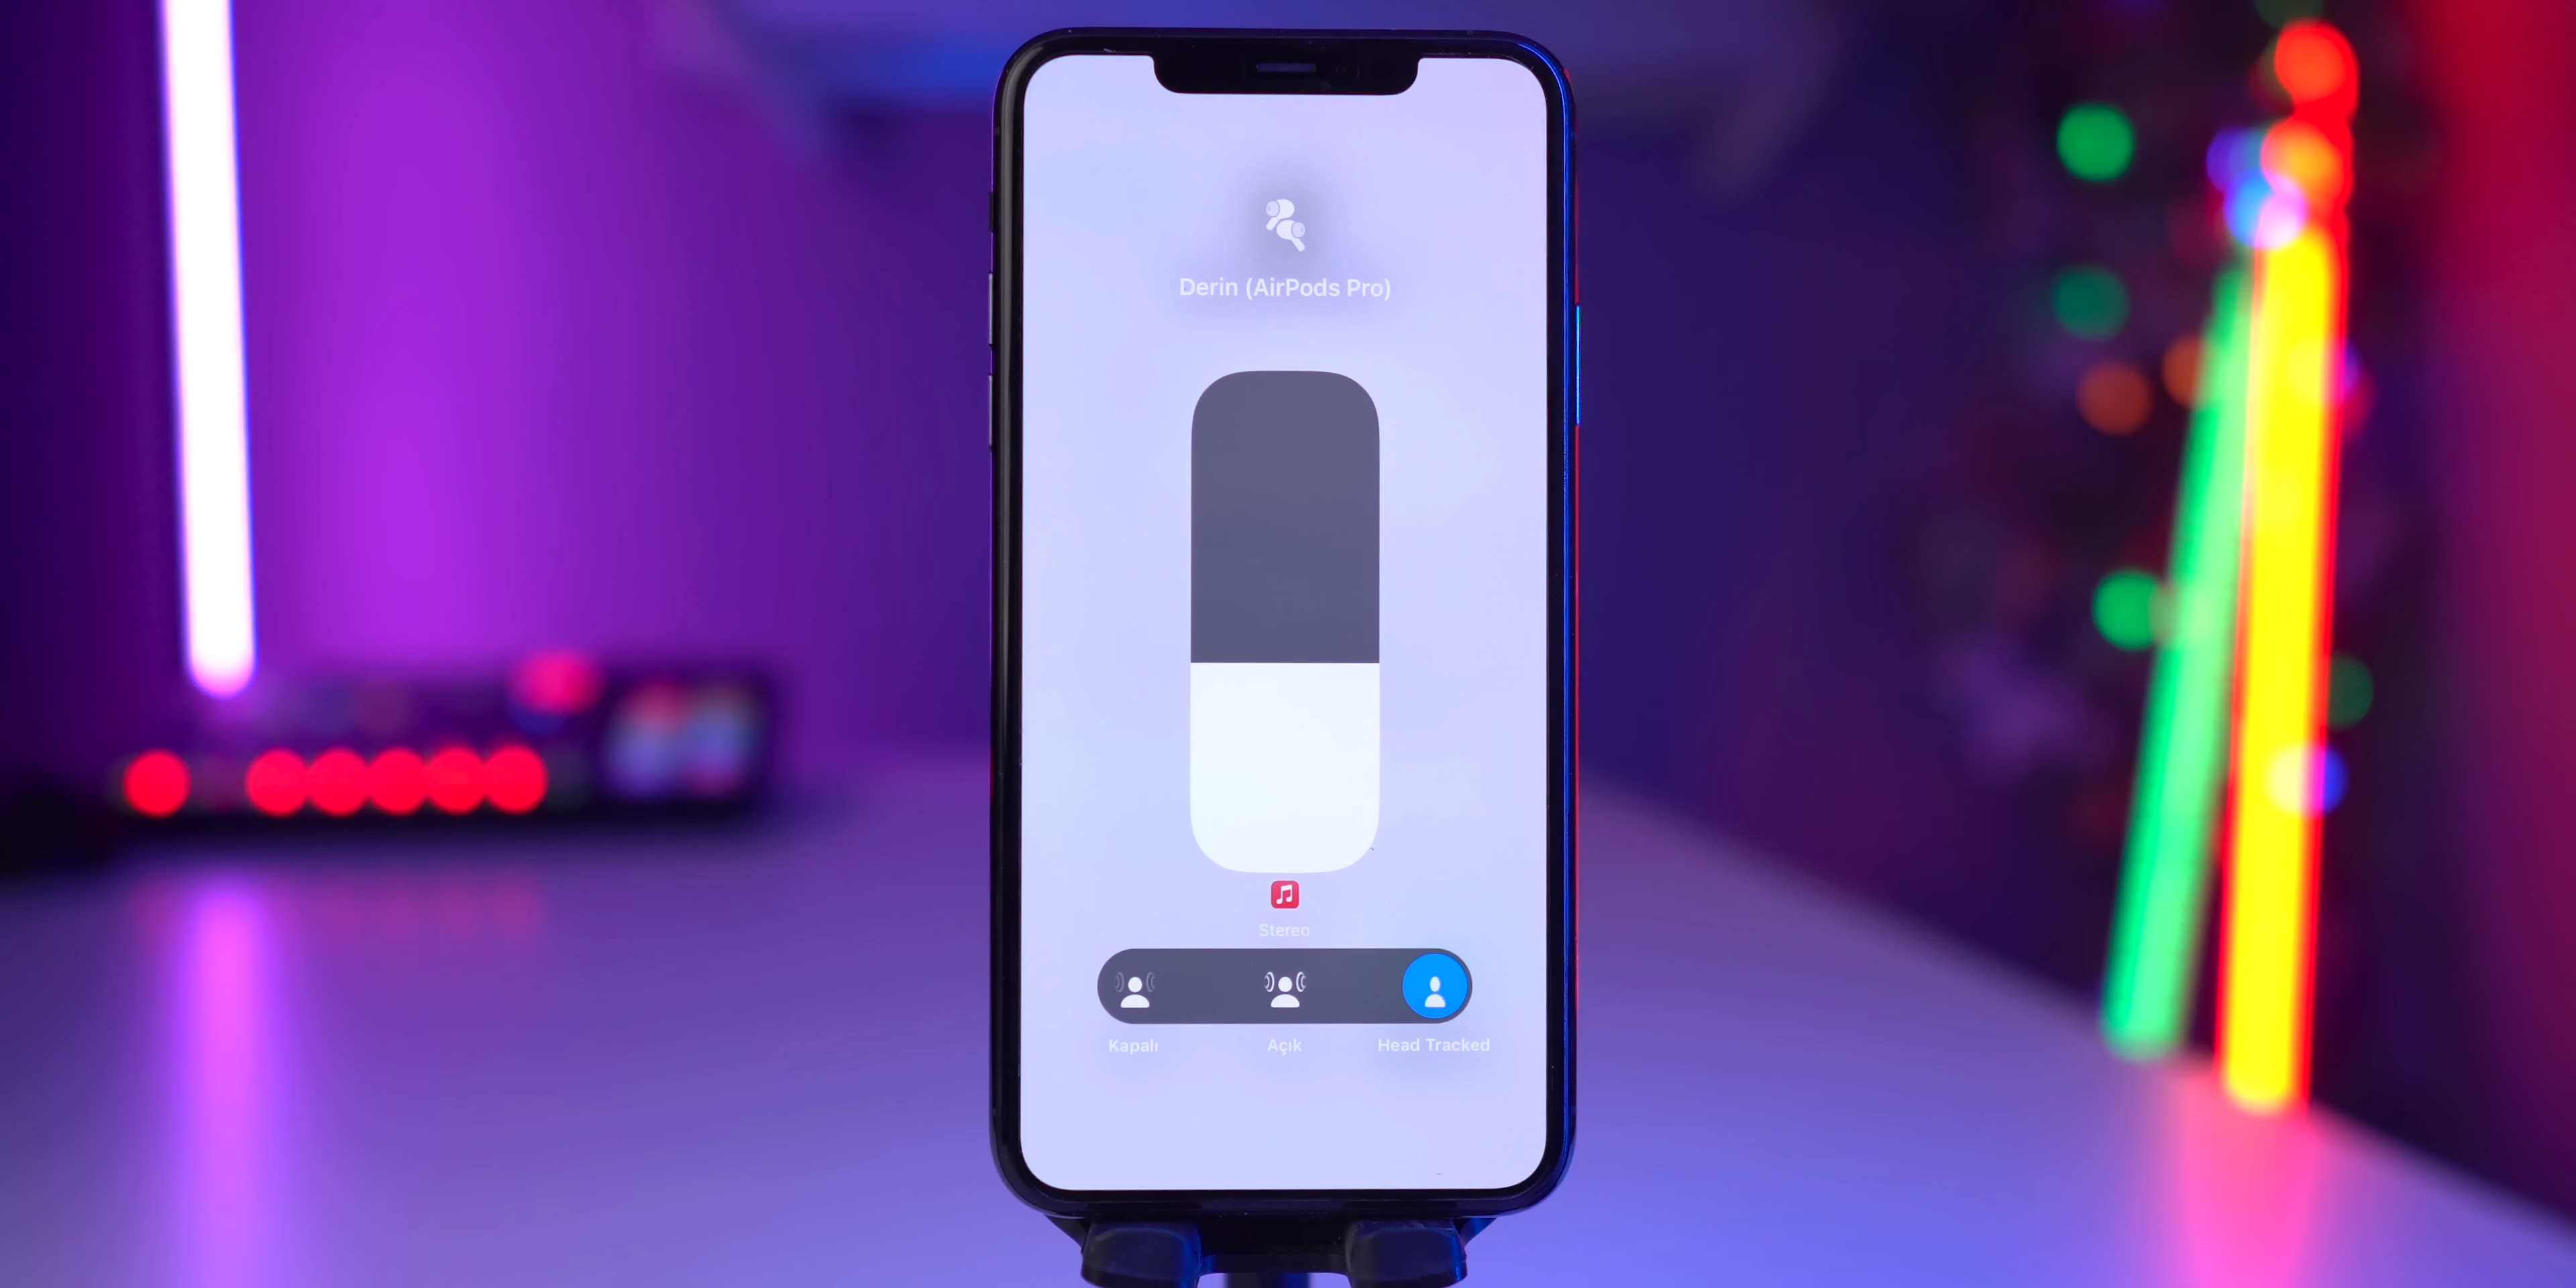 Derin (AirPods Pro)
Stereo
Kapalı
Açık
Head Tracked